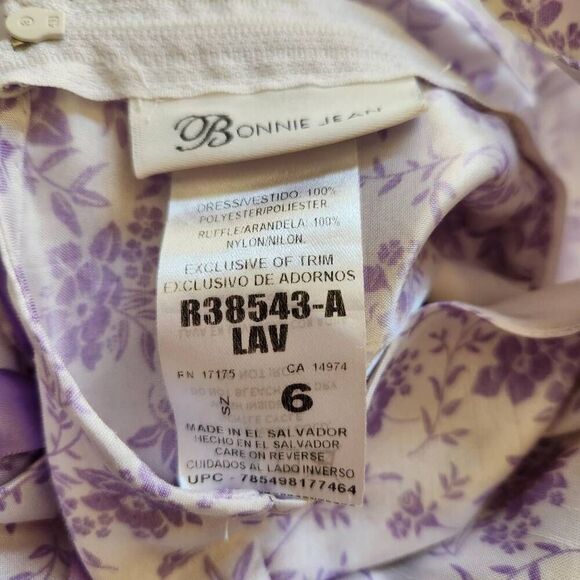 BONNIE JEAN
DRESS/VESTIDO: 100%
POLYESTER/POLIESTER
RUFFLE/ARANDELA: 100%
NYLON/NILON.
EXCLUSIVE OF TRIM
EXCLUSIVO DE ADORNOS
R38543-A
LAV
RN 17175 CA 14974
SZ. 6
MADE IN EL SALVADOR
HECHO EN EL SALVADOR
CARE ON REVERSE
CUIDADOS AL LADO INVERSO
UPC - 785498177464